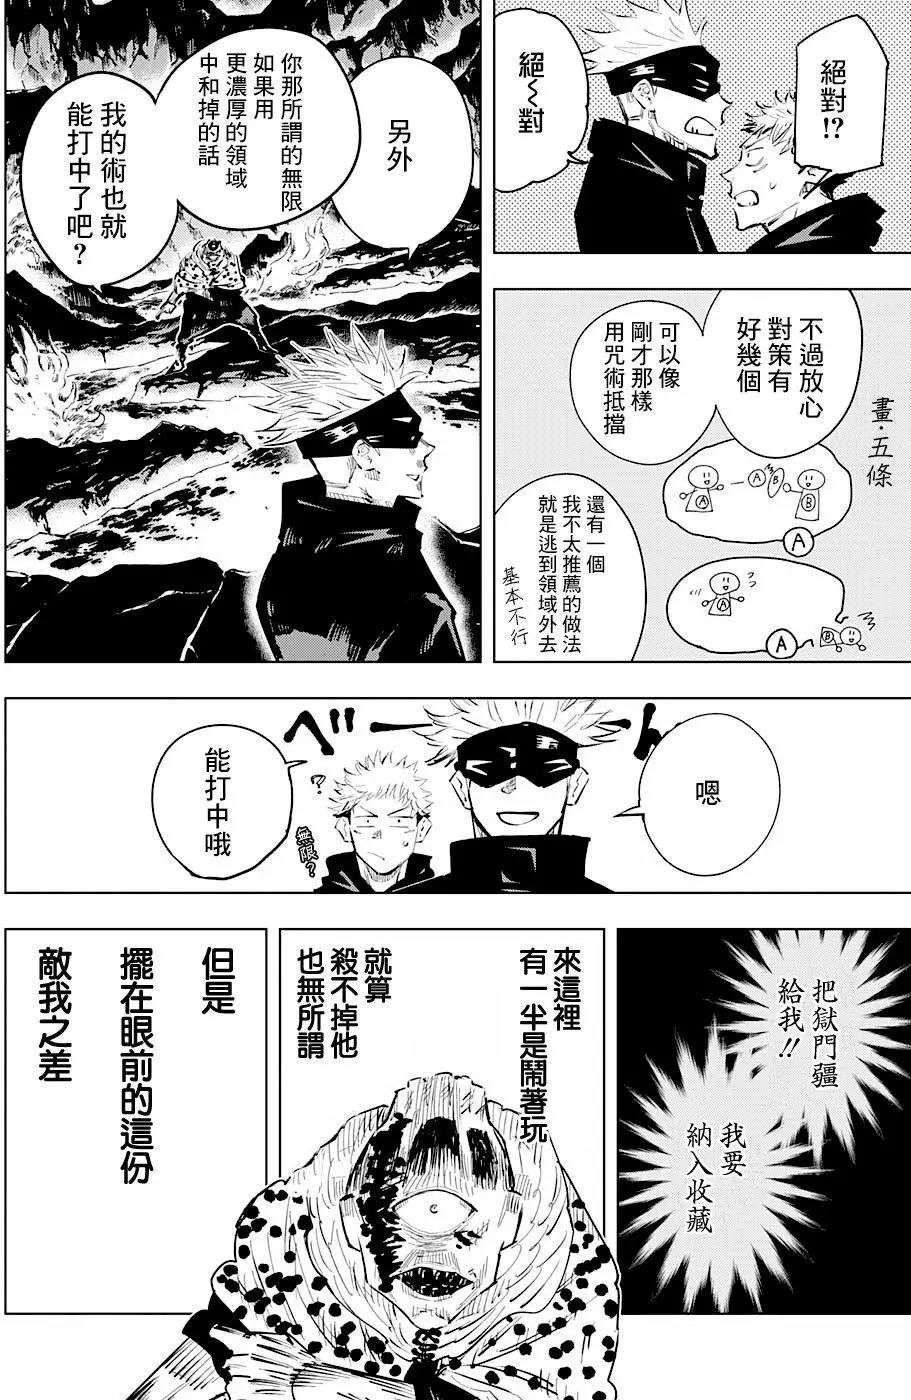 絕對!?
絕~對
不過放心
對策有
好幾個
可以像
剛才那樣
用咒術抵擋
畫·五條
A
A
B
B
A
還有一個
我不太推薦的做法
就是逃到領域外去
基本不行
A
B
A
另外
你那所謂的無限
如果用
更濃厚的領域
中和掉的話
我的術也就
能打中了吧?
嗯
?
無限?
能打中哦
把獄門疆
給我!!
我要
納入收藏
來這裡
有一半是鬧著玩
就算
殺不掉他
也無所謂
但是
擺在眼前的這份
敵我之差